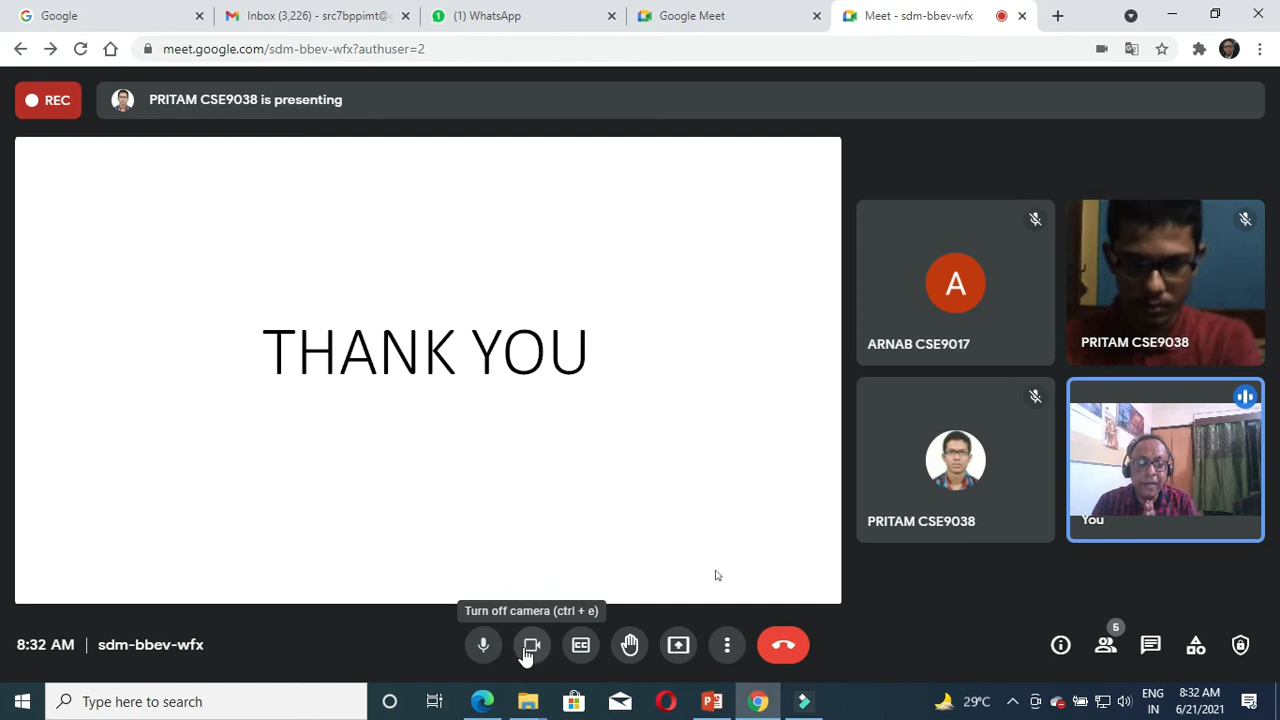 Google
Inbox (3,226) - src7bppimt@g
(1) WhatsApp
Google Meet
Meet - sdm-bbev-wfx
meet.google.com/sdm-bbev-wfx?authuser=2
REC
PRITAM CSE9038 is presenting
THANK YOU
A
ARNAB CSE9017
PRITAM CSE9038
PRITAM CSE9038
You
Turn off camera (ctrl + e)
8:32 AM
sdm-bbev-wfx
CC
5
Type here to search
29°C
ENG
IN
8:32 AM
6/21/2021